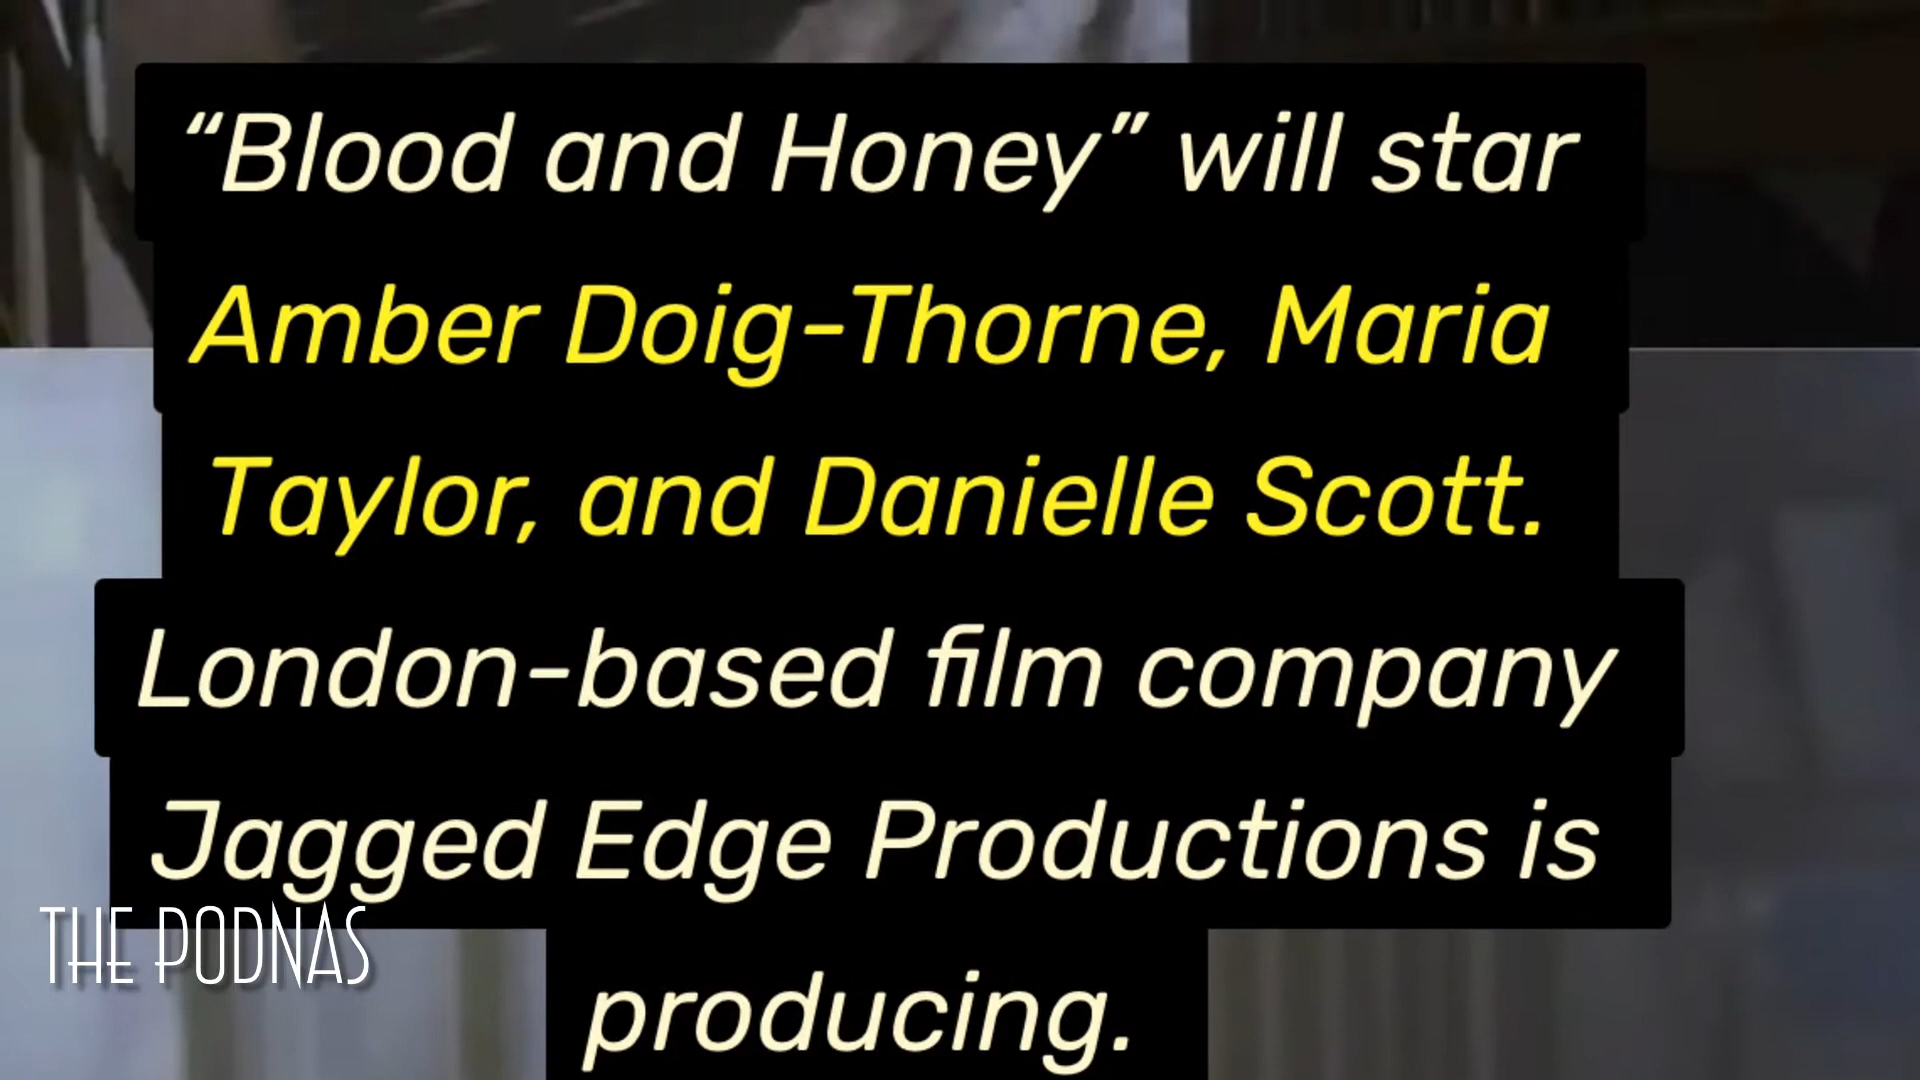 “Blood and Honey” will star
Amber Doig-Thorne, Maria
Taylor, and Danielle Scott.
London-based film company
Jagged Edge Productions is
producing.
THE PODNAS